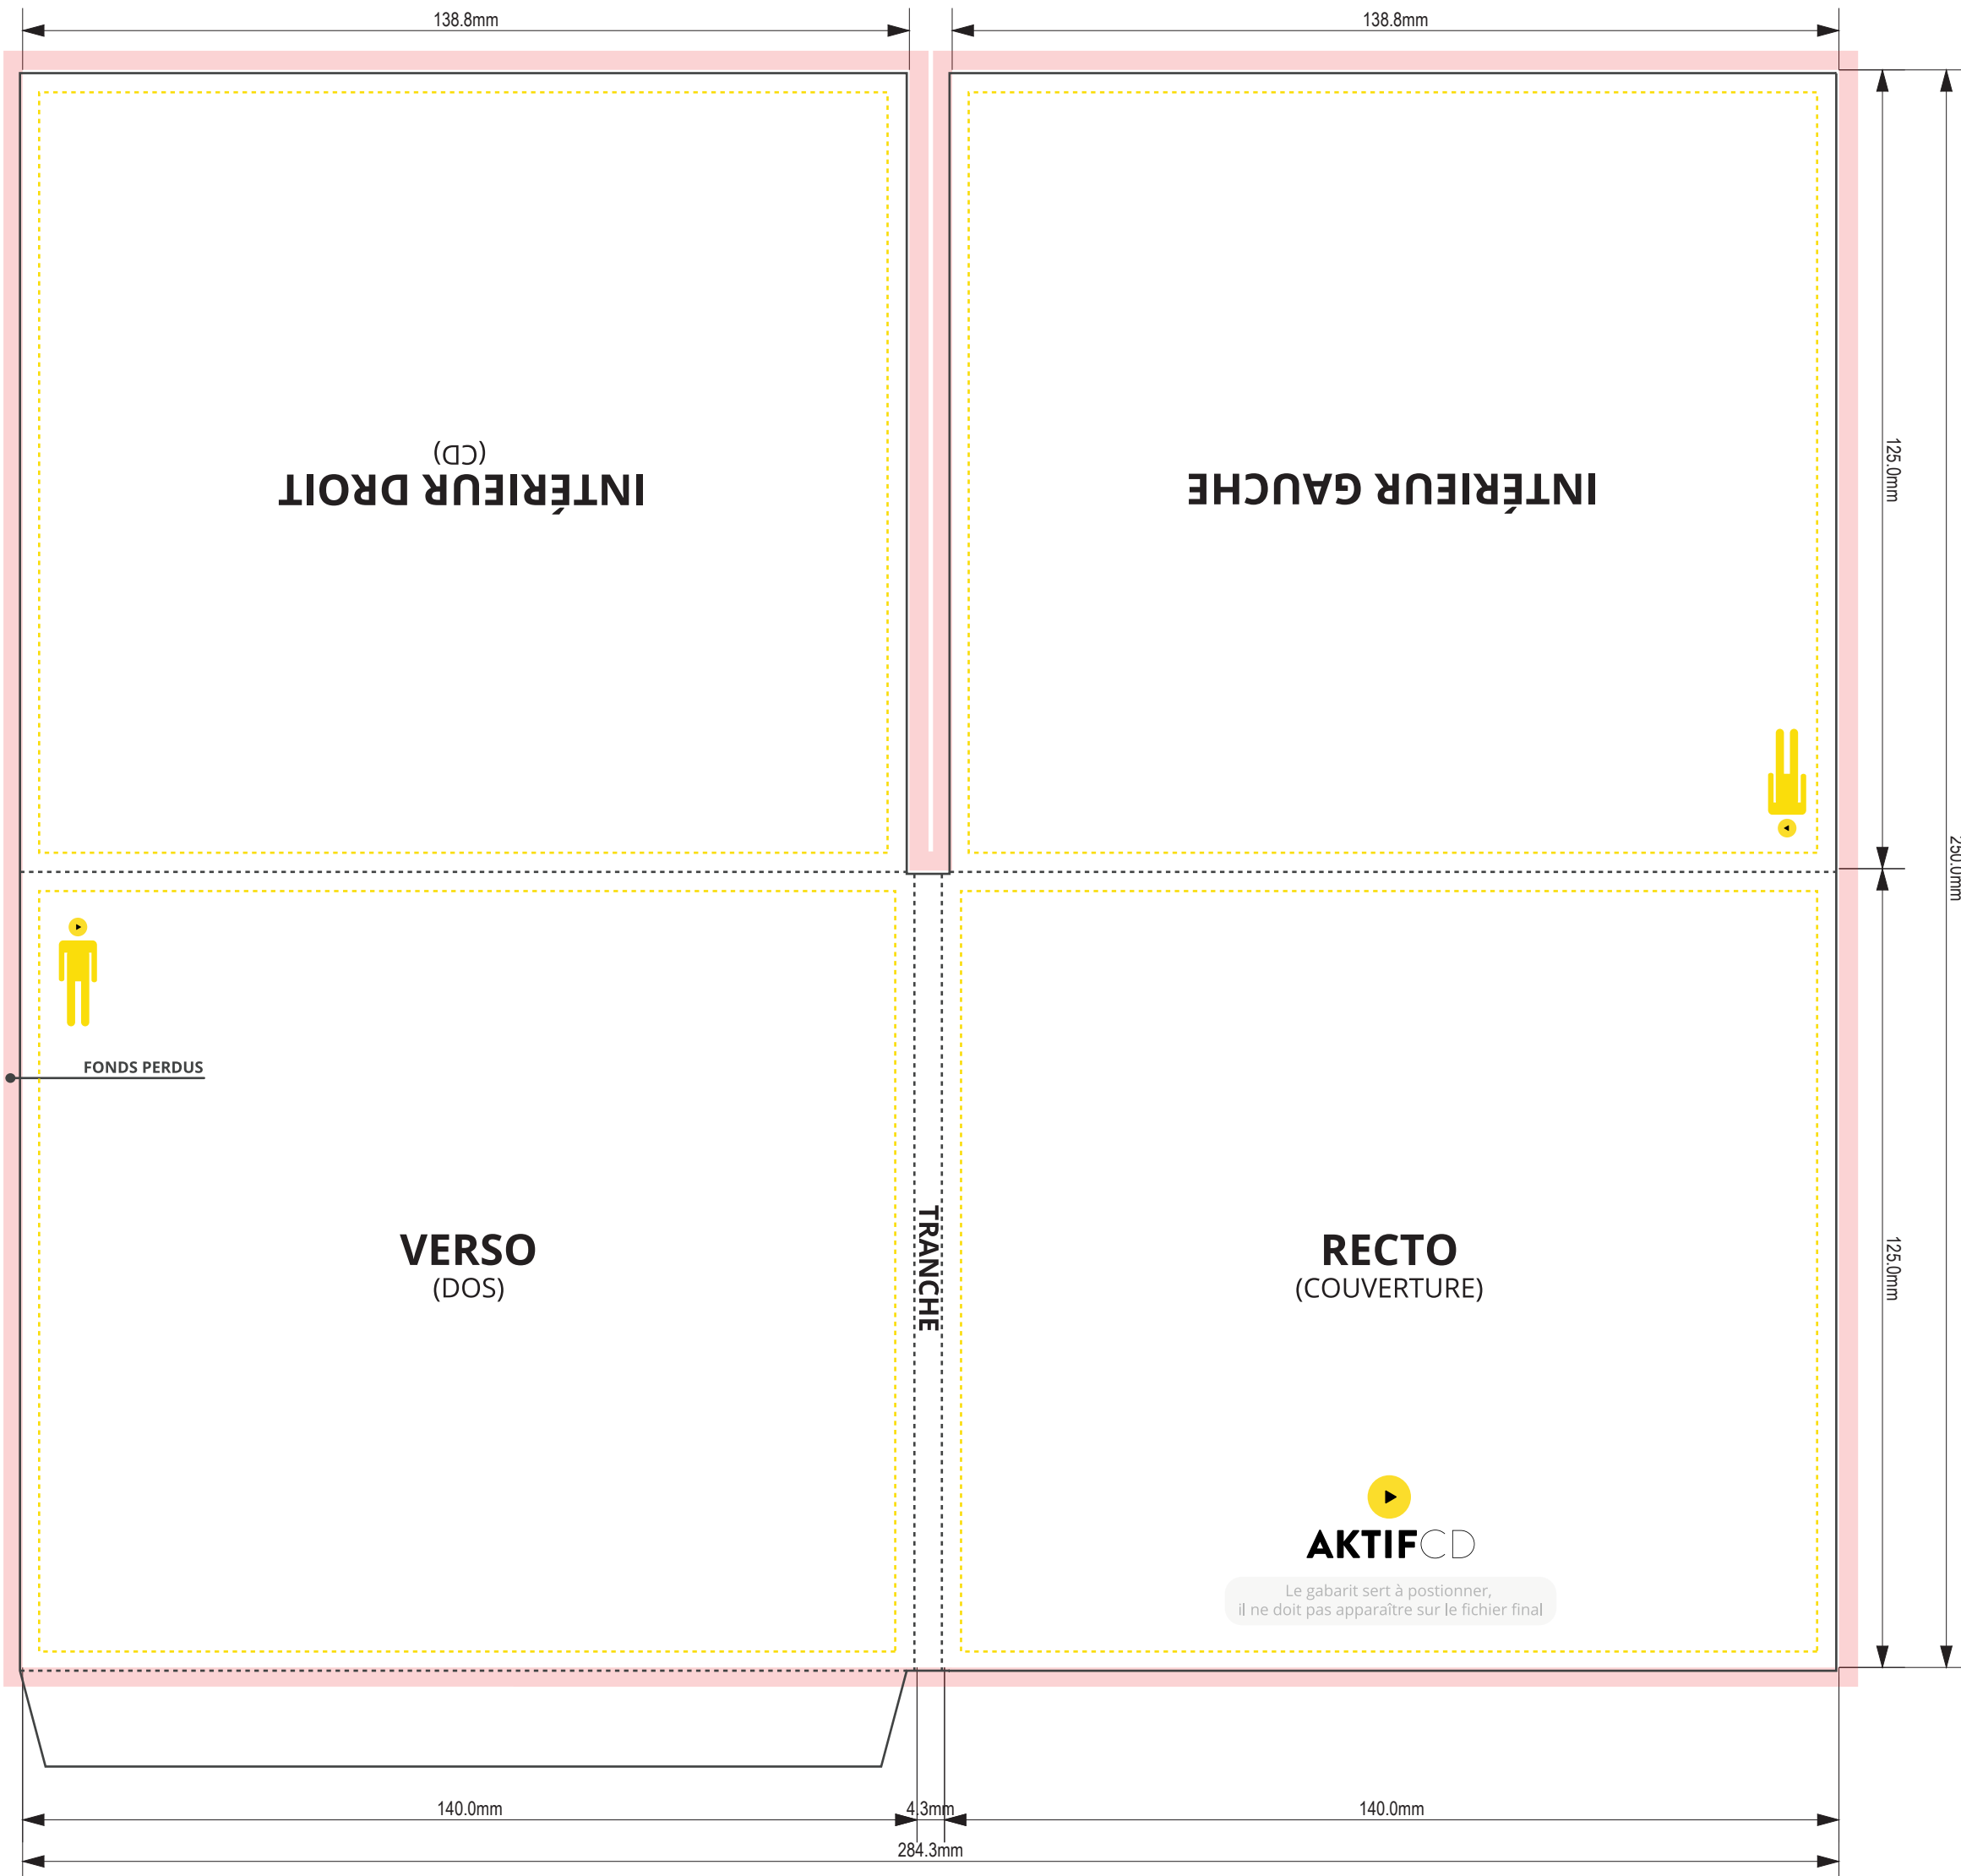 138.8mm
138.8mm
INTÉRIEUR DROIT
(CD)
INTÉRIEUR GAUCHE
125.0mm
250.0mm
FONDS PERDUS
VERSO
(DOS)
TRANCHE
RECTO
(COUVERTURE)
125.0mm
AKTIFCD
Le gabarit sert à postionner,
il ne doit pas apparaître sur le fichier final
140.0mm
4.3mm
140.0mm
284.3mm